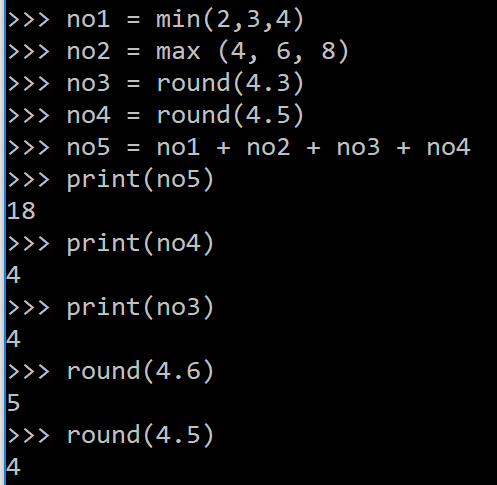 >>> no1 = min(2,3,4)
>>> no2 = max (4, 6, 8)
>>> no3 = round(4.3)
>>> no4 = round(4.5)
>>> no5 = no1 + no2 + no3 + no4
>>> print(no5)
18
>>> print(no4)
4
>>> print(no3)
4
>>> round(4.6)
5
>>> round(4.5)
4